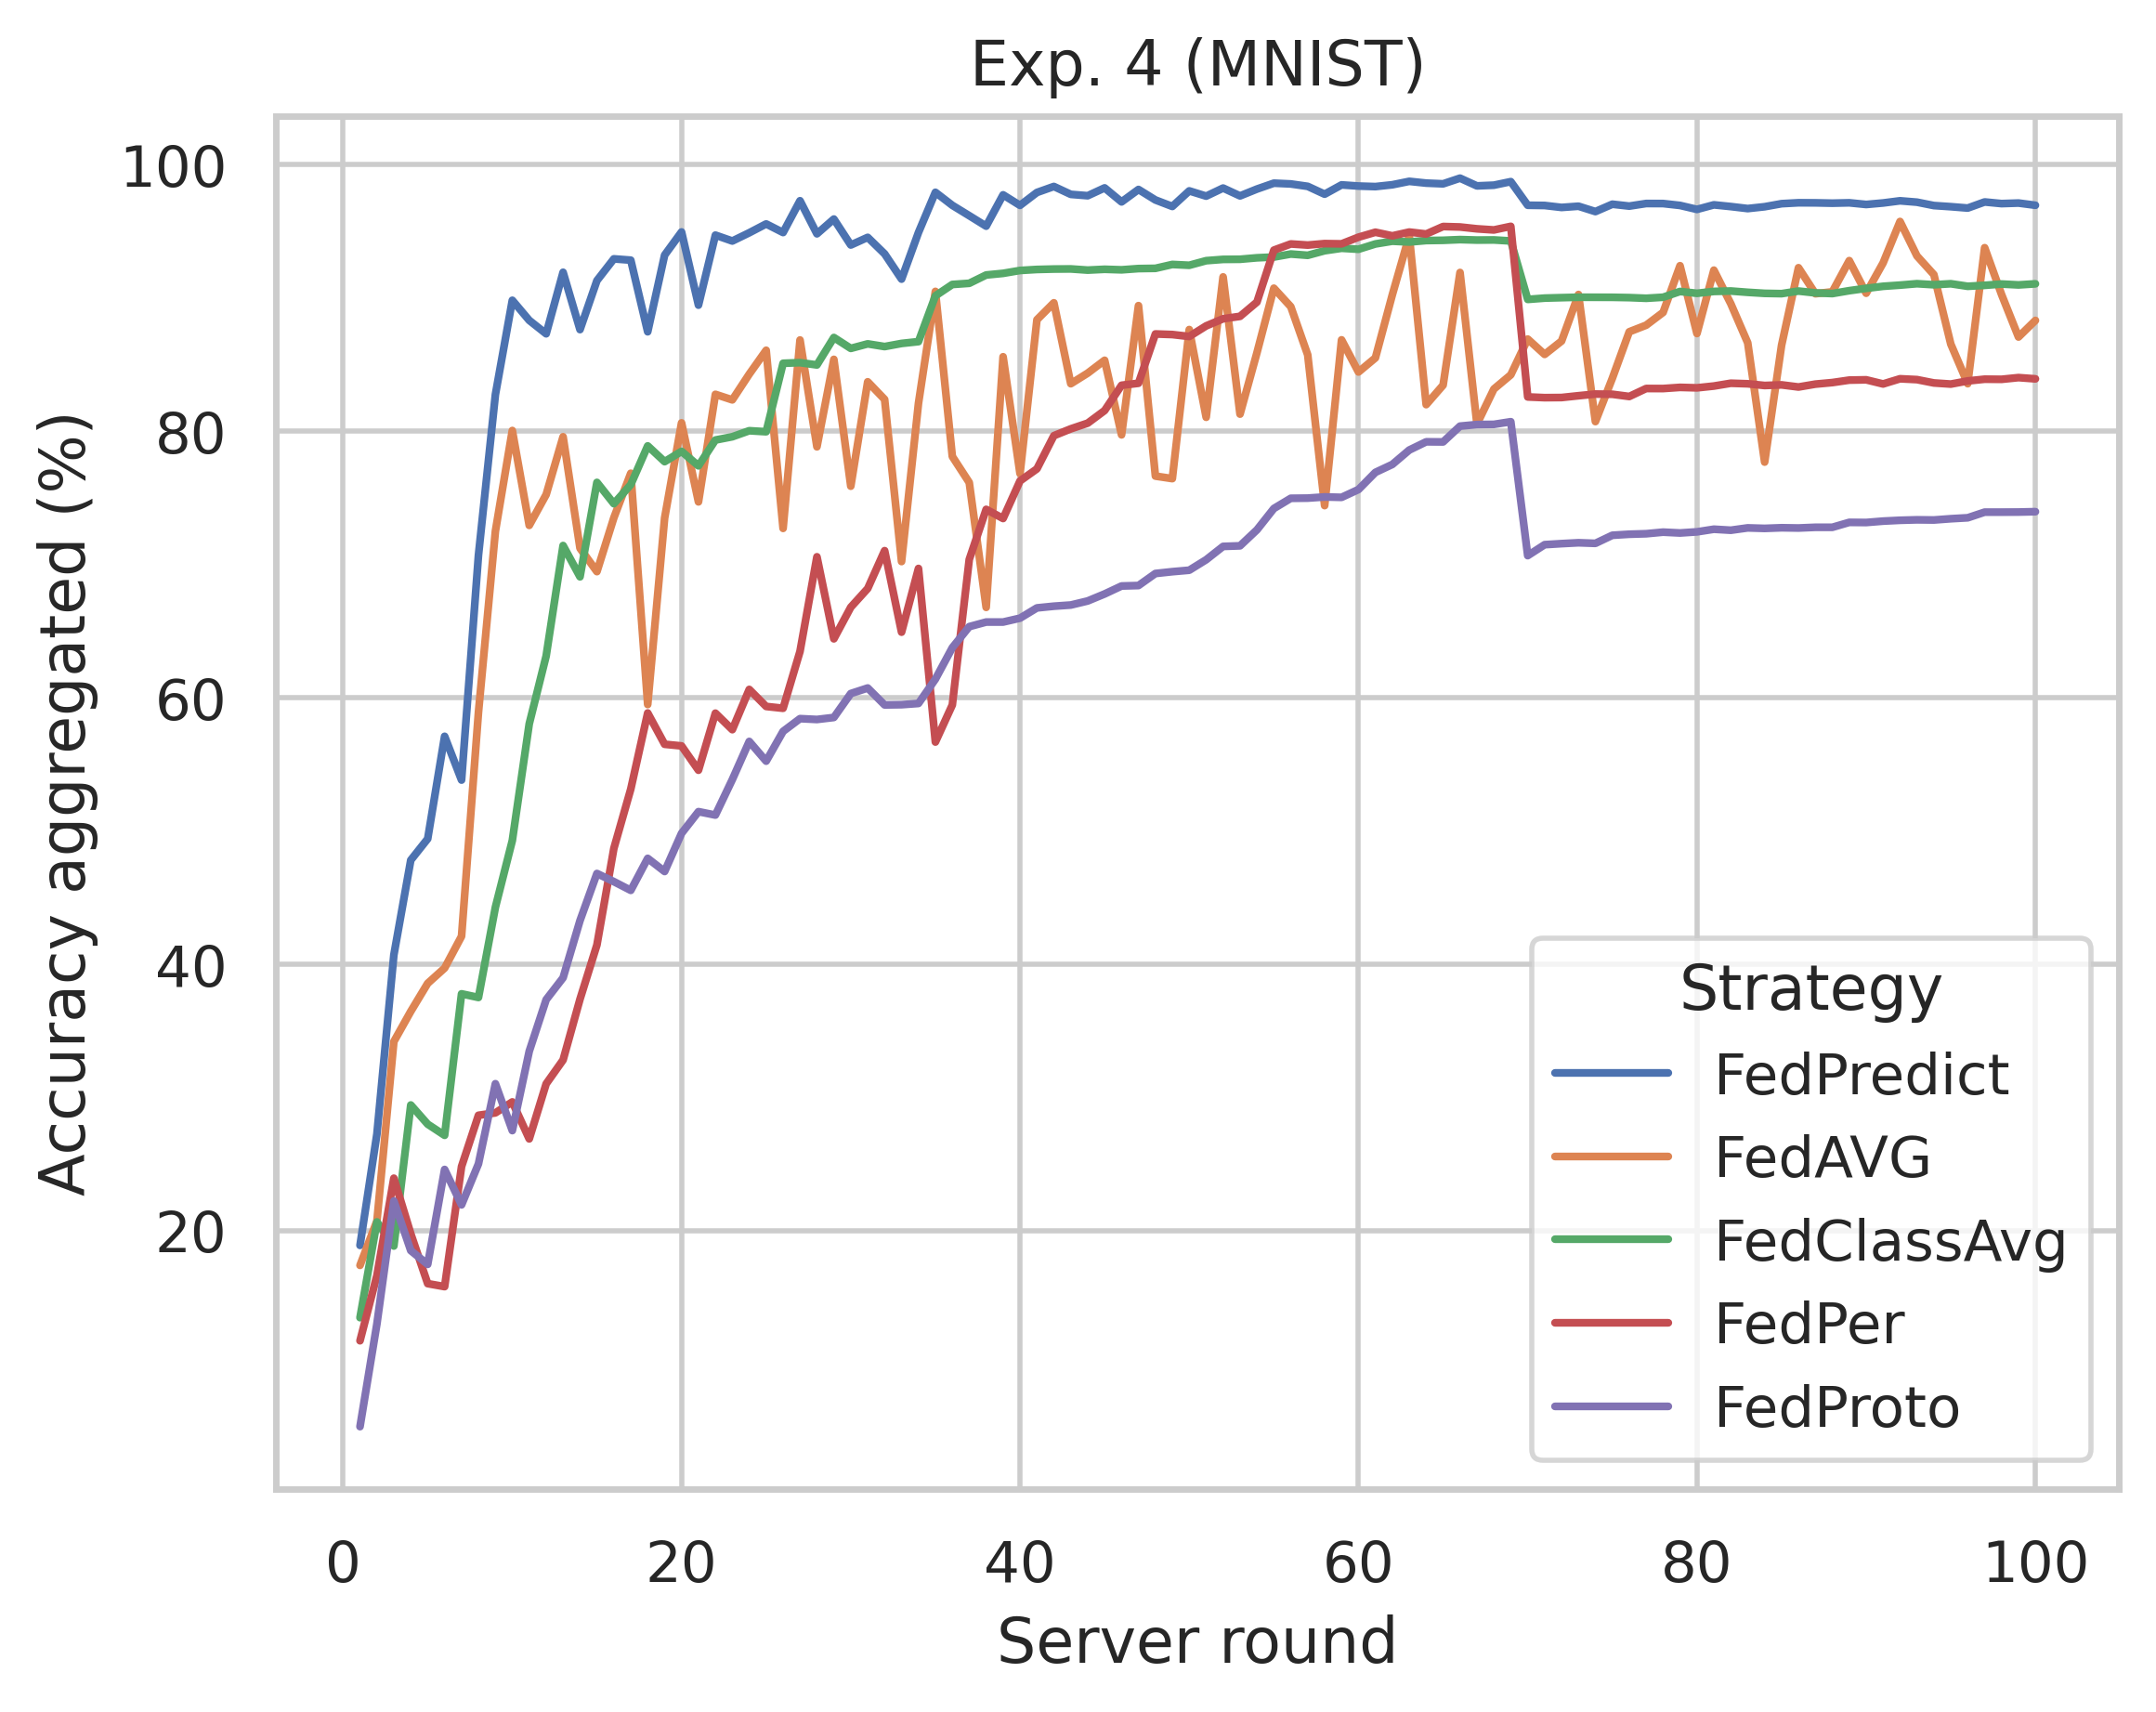 Exp. 4 (MNIST)
Accuracy aggregated (%)
100
80
60
40
20
0 20 40 60 80 100
Server round
Strategy
FedPredict
FedAVG
FedClassAvg
FedPer
FedProto